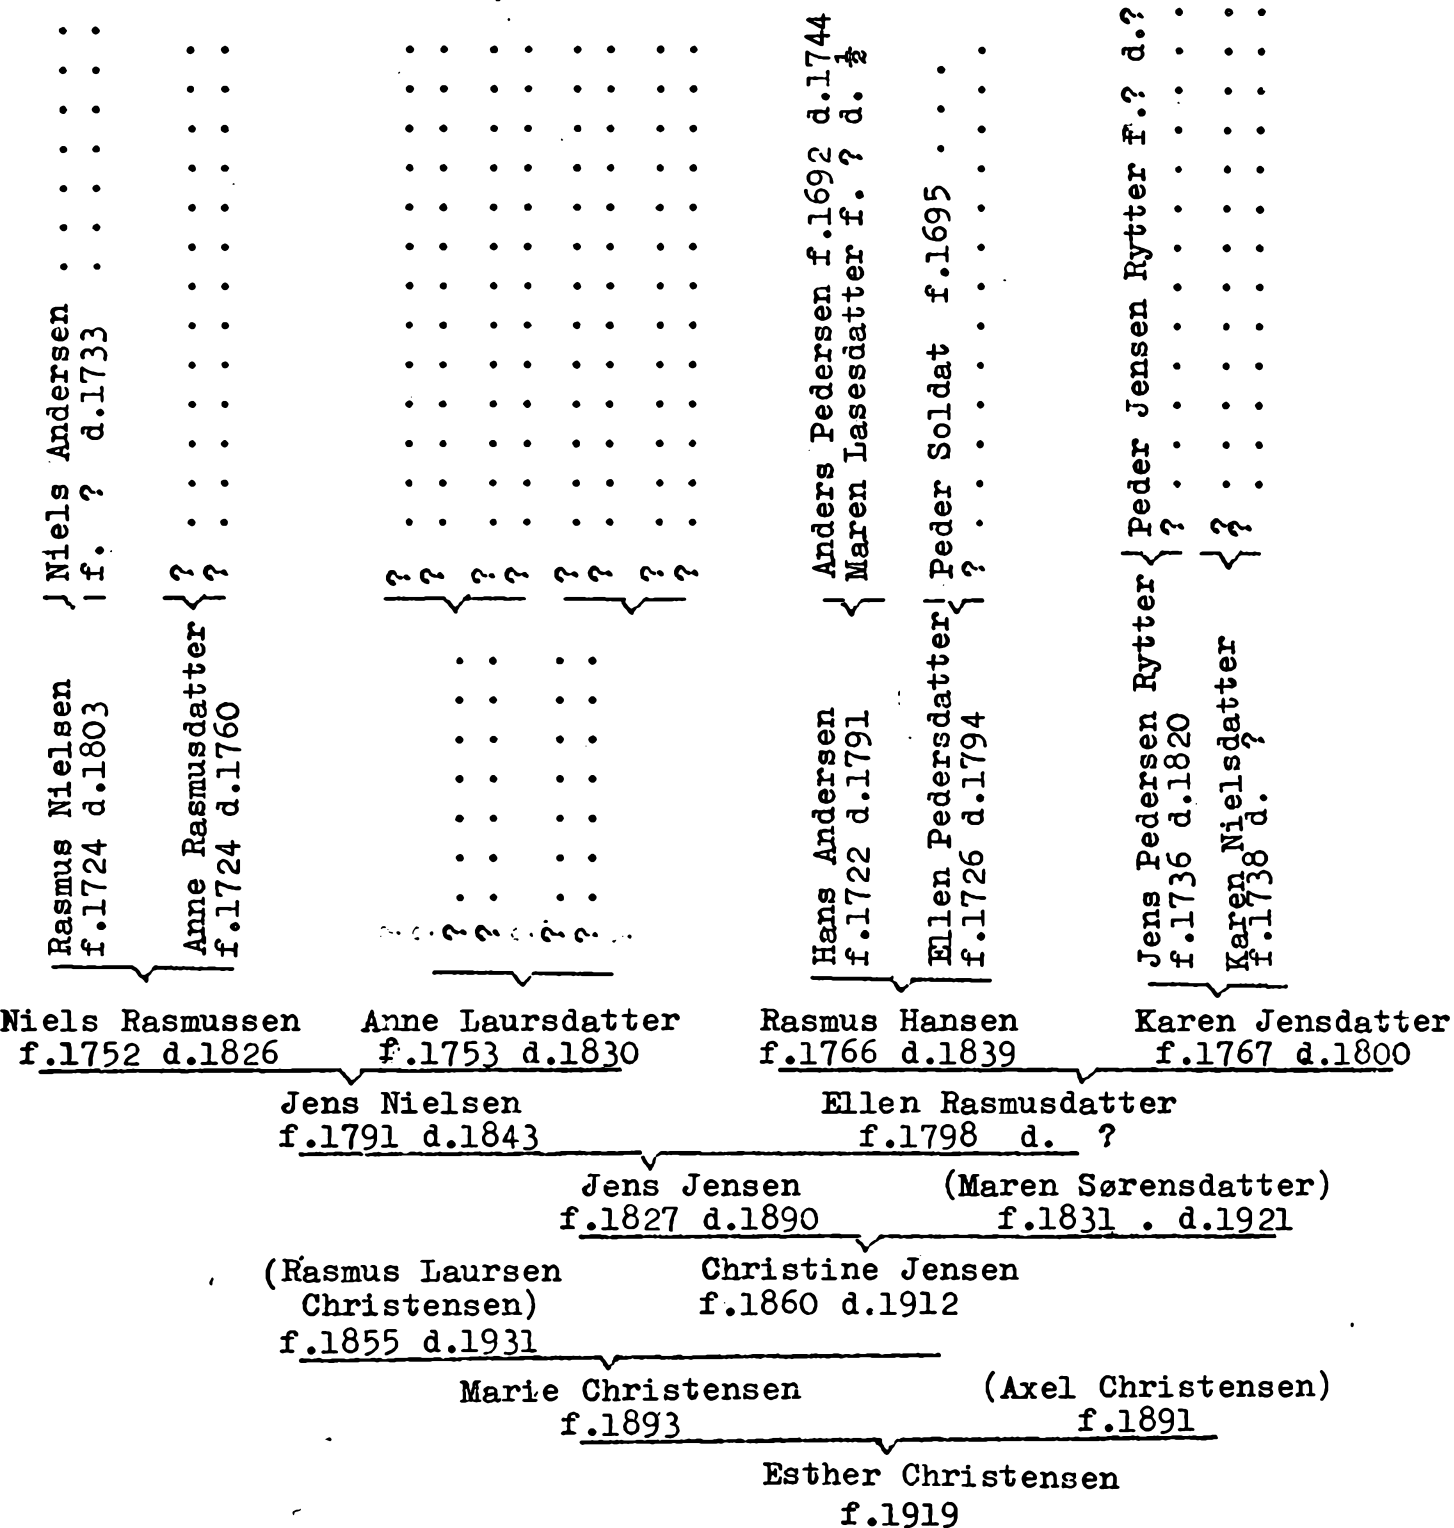 Niels Andersen
f. ? d.1733
? ?
? ? ? ? ? ? ? ?
Anders Pedersen f.1692 d.1744
Maren Lasesdatter f. ? d.
Peder Soldat f.1695 . . .
?
Peder Jensen Rytter f.? d.?
?
? ?
Rasmus Nielsen
f.1724 d.1803
Anne Rasmusdatter
f.1724 d.1760
? ? ? ?
Hans Andersen
f.1722 d.1791
Ellen Pedersdatter
f.1726 d.1794
Jens Pedersen Rytter
f.1736 d.1820
Karen Nielsdatter
f.1738 d. ?
Niels Rasmussen Anne Laursdatter Rasmus Hansen Karen Jensdatter
f.1752 d.1826 f.1753 d.1830 f.1766 d.1839 f.1767 d.1800
Jens Nielsen Ellen Rasmusdatter
f.1791 d.1843 f.1798 d. ?
Jens Jensen (Maren Sørensdatter)
f.1827 d.1890 f.1831 . d.1921
(Rasmus Laursen Christine Jensen
Christensen) f.1860 d.1912
f.1855 d.1931
Marie Christensen (Axel Christensen)
f.1893 f.1891
Esther Christensen
f.1919